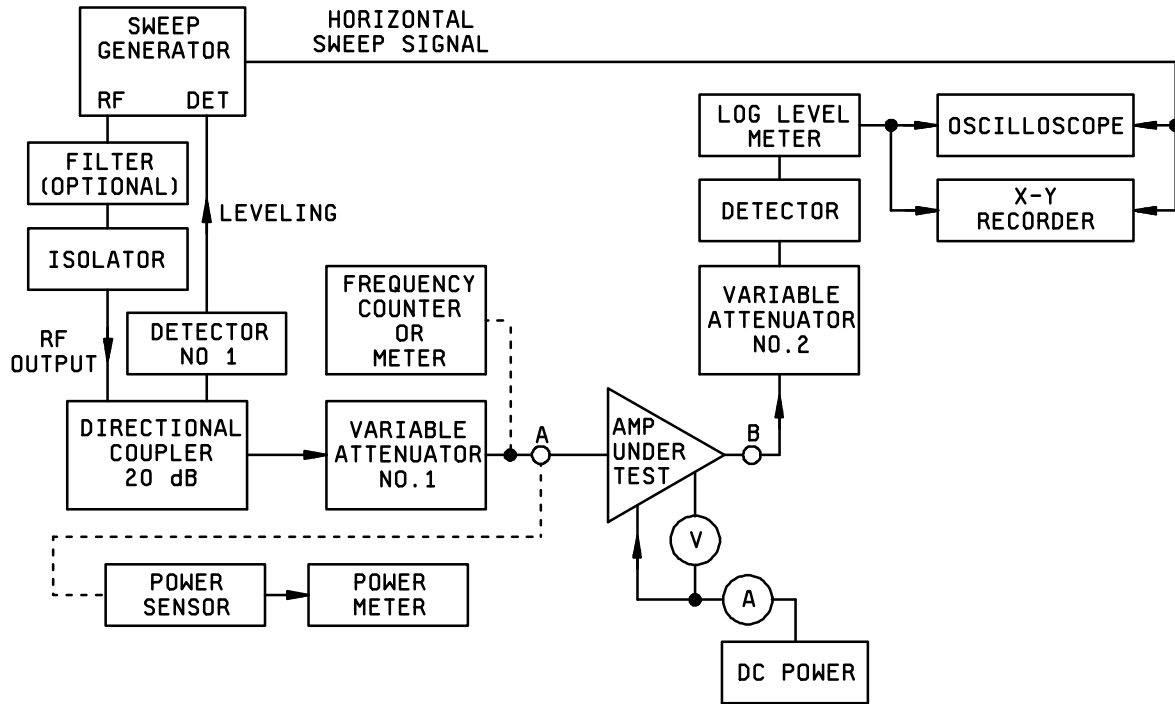 SWEEP
GENERATOR
RF DET
HORIZONTAL
SWEEP SIGNAL
FILTER
(OPTIONAL)
LEVELING
ISOLATOR
RF
OUTPUT
DETECTOR
NO 1
DIRECTIONAL
COUPLER
20 dB
FREQUENCY
COUNTER
OR
METER
VARIABLE
ATTENUATOR
NO.1
A
AMP
UNDER
TEST
B
LOG LEVEL
METER
OSCILLOSCOPE
DETECTOR
X-Y
RECORDER
VARIABLE
ATTENUATOR
NO.2
POWER
SENSOR
POWER
METER
V
A
DC POWER